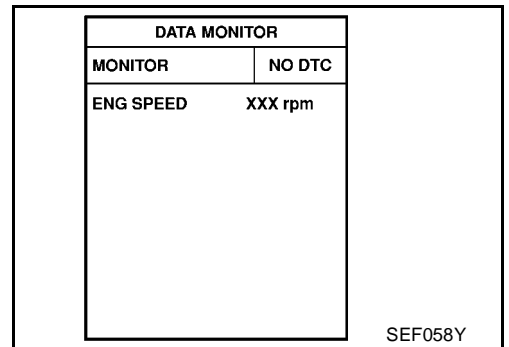 DATA MONITOR
MONITOR NO DTC
ENG SPEED XXX rpm
SEF058Y